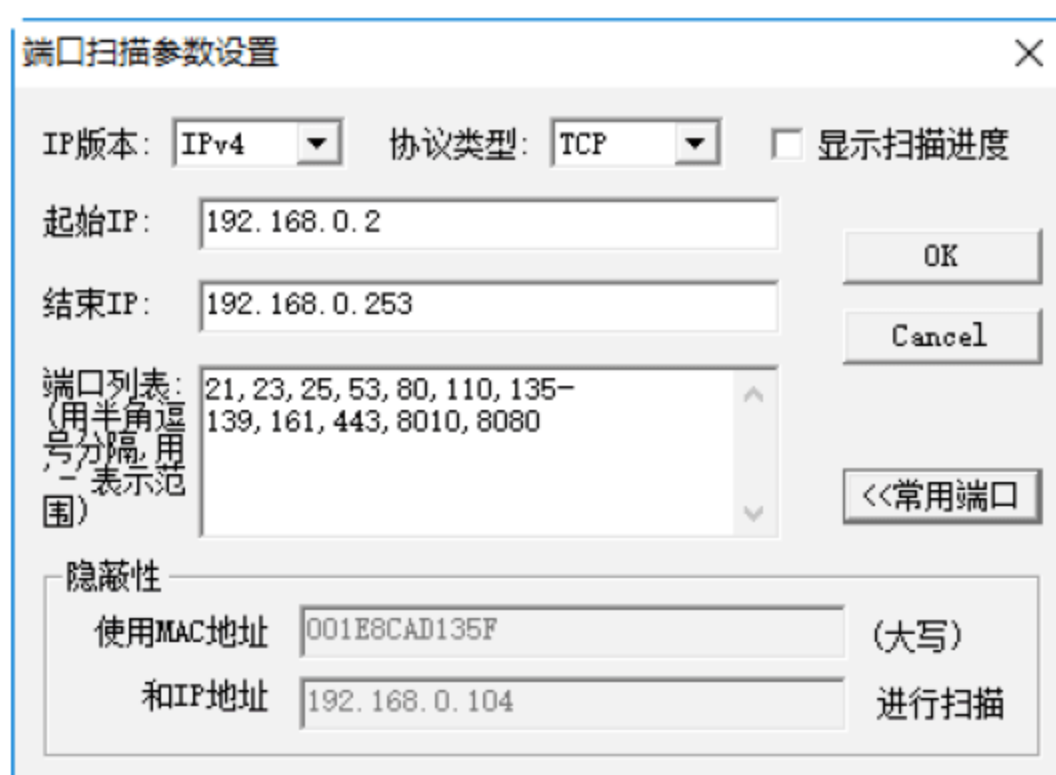 端口扫描参数设置
IP版本: IPv4 协议类型: TCP 显示扫描进度
起始IP: 192.168.0.2
OK
结束IP: 192.168.0.253
Cancel
端口列表:
(用半角逗
号分隔,用
'-'表示范
围)
21,23,25,53,80,110,135-
139,161,443,8010,8080
<<常用端口
隐蔽性
使用MAC地址 001E8CAD135F (大写)
和IP地址 192.168.0.104 进行扫描